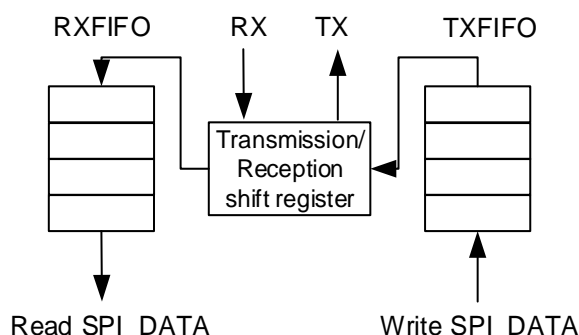 RXFIFO RX TX TXFIFO
Transmission/
Reception
shift register
Read SPI_DATA Write SPI_DATA